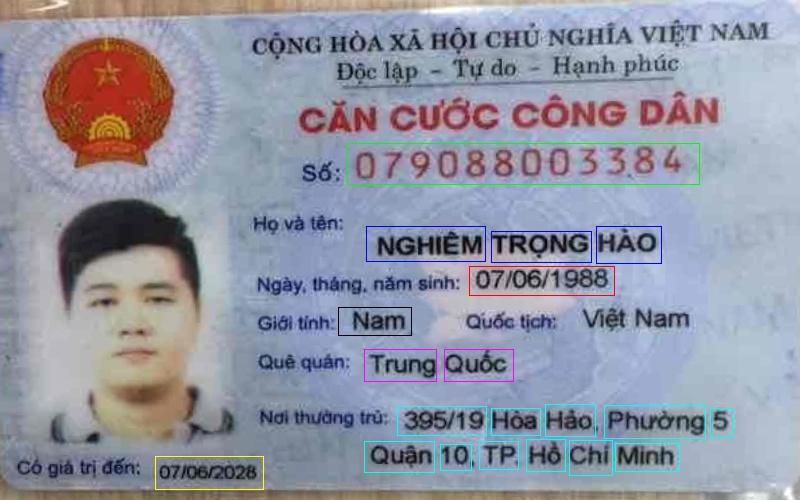 CỘNG HÒA XÃ HỘI CHỦ NGHĨA VIỆT NAM
Độc lập - Tự do - Hạnh phúc
CĂN CƯỚC CÔNG DÂN
Số: 079088003384
Họ và tên:
NGHIÊM TRỌNG HÀO
Ngày, tháng, năm sinh: 07/06/1988
Giới tính: Nam Quốc tịch: Việt Nam
Quê quán: Trung Quốc
Nơi thường trú: 395/19 Hòa Hảo, Phường 5
Quận 10, TP. Hồ Chí Minh
Có giá trị đến: 07/06/2028